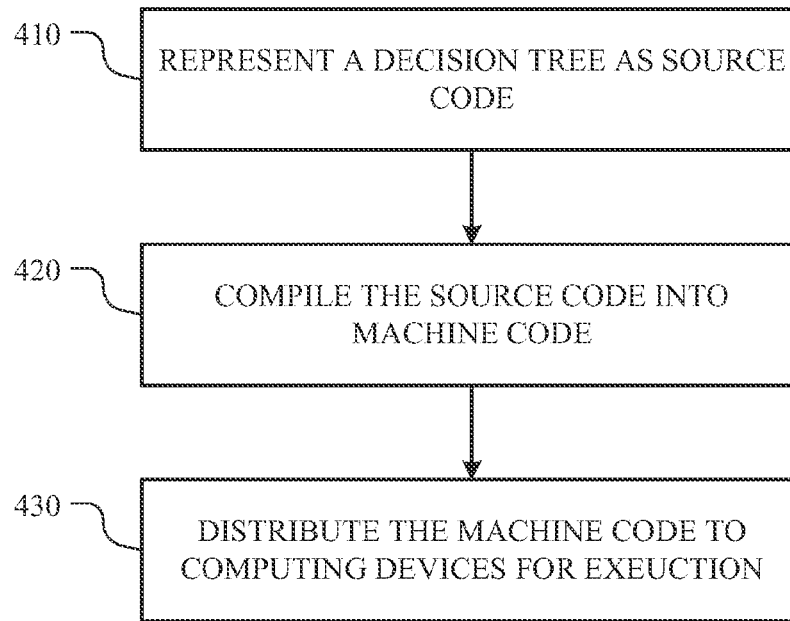 410
REPRESENT A DECISION TREE AS SOURCE
CODE
420
COMPILE THE SOURCE CODE INTO
MACHINE CODE
430
DISTRIBUTE THE MACHINE CODE TO
COMPUTING DEVICES FOR EXEUCTION